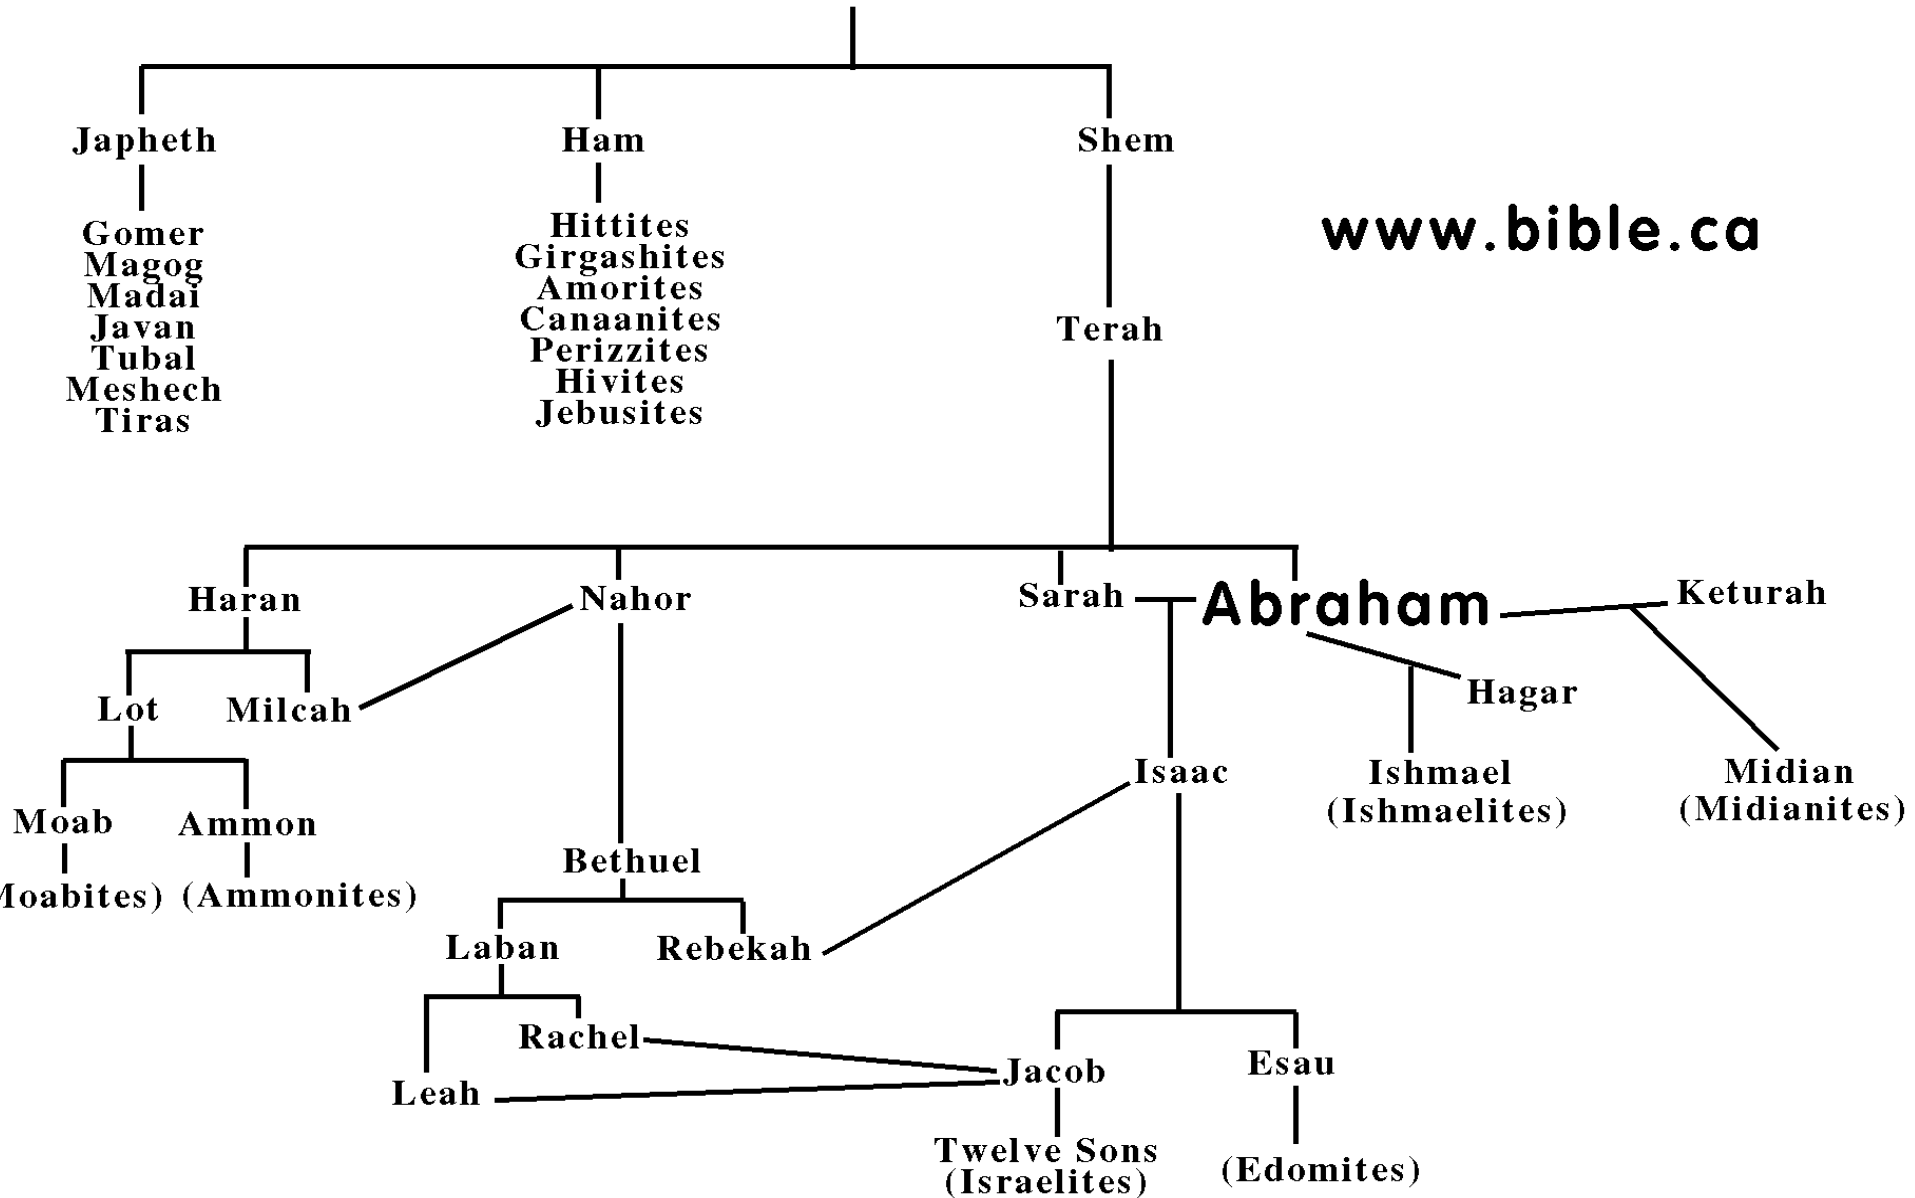 Japheth
Ham
Shem
Gomer
Magog
Madai
Javan
Tubal
Meshech
Tiras
Hittites
Girgashites
Amorites
Canaanites
Perizzites
Hivites
Jebusites
www.bible.ca
Terah
Haran
Nahor
Sarah
Abraham
Keturah
Lot
Milcah
Hagar
Isaac
Ishmael
(Ishmaelites)
Midian
(Midianites)
Moab
Ammon
Moabites)
(Ammonites)
Bethuel
Laban
Rebekah
Rachel
Leah
Jacob
Esau
Twelve Sons
(Israelites)
(Edomites)